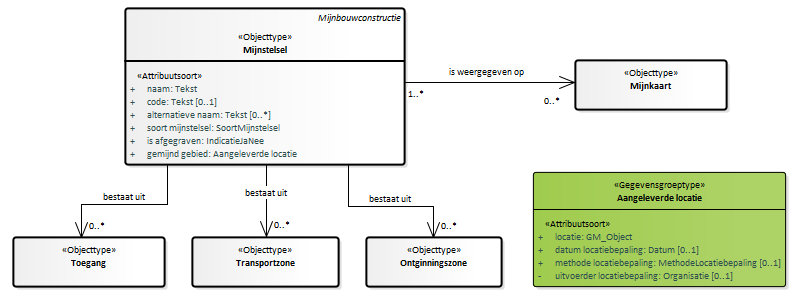 Mijnbouwconstructie
«Objecttype»
Mijnstelsel
«Attribuutsoort»
+ naam: Tekst
+ code: Tekst [0..1]
+ alternatieve naam: Tekst [0..*]
+ soort mijnstelsel: SoortMijnstelsel
+ is afgegraven: IndicatieJaNee
+ gemijnd gebied: Aangeleverde locatie
is weergegeven op
1..*
0..*
«Objecttype»
Mijnkaart
bestaat uit
0..*
bestaat uit
0..*
bestaat uit
0..*
«Objecttype»
Toegang
«Objecttype»
Transportzone
«Objecttype»
Ontginningszone
«Gegevensgroeptype»
Aangeleverde locatie
«Attribuutsoort»
+ locatie: GM_Object
+ datum locatiebepaling: Datum [0..1]
+ methode locatiebepaling: MethodeLocatiebepaling [0..1]
- uitvoerder locatiebepaling: Organisatie [0..1]